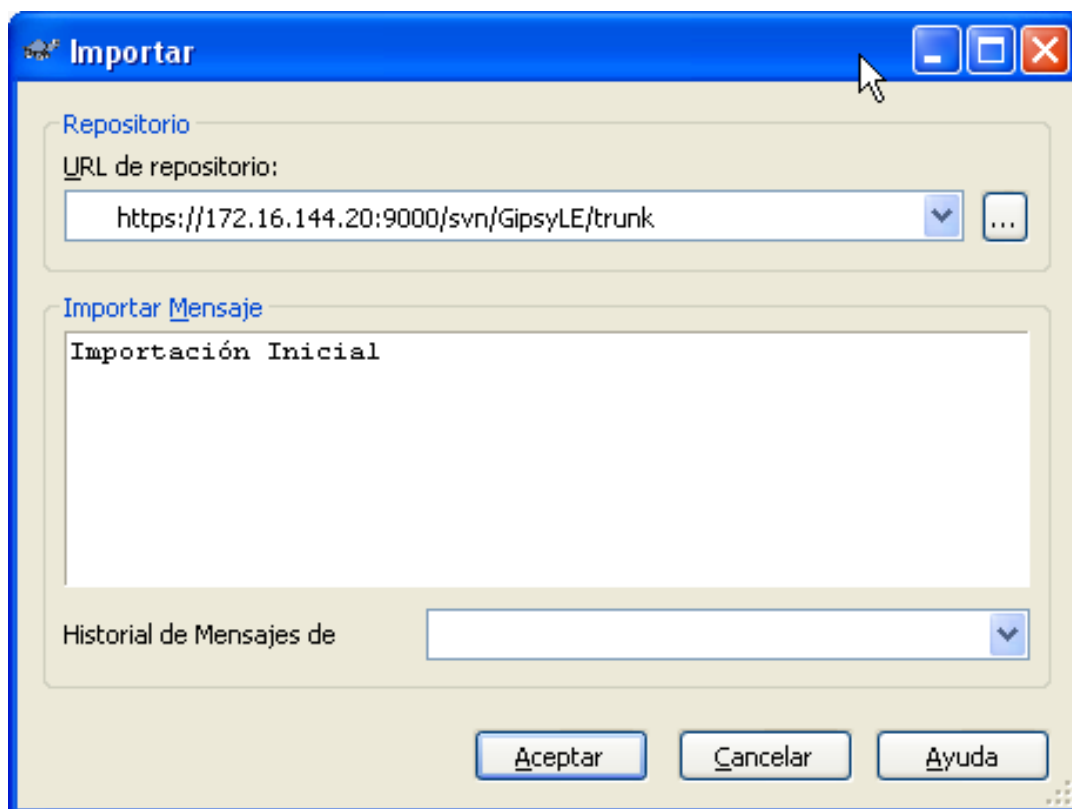 Importar
Repositorio
URL de repositorio:
https://172.16.144.20:9000/svn/GipsyLE/trunk
...
Importar Mensaje
Importación Inicial
Historial de Mensajes de
Aceptar Cancelar Ayuda